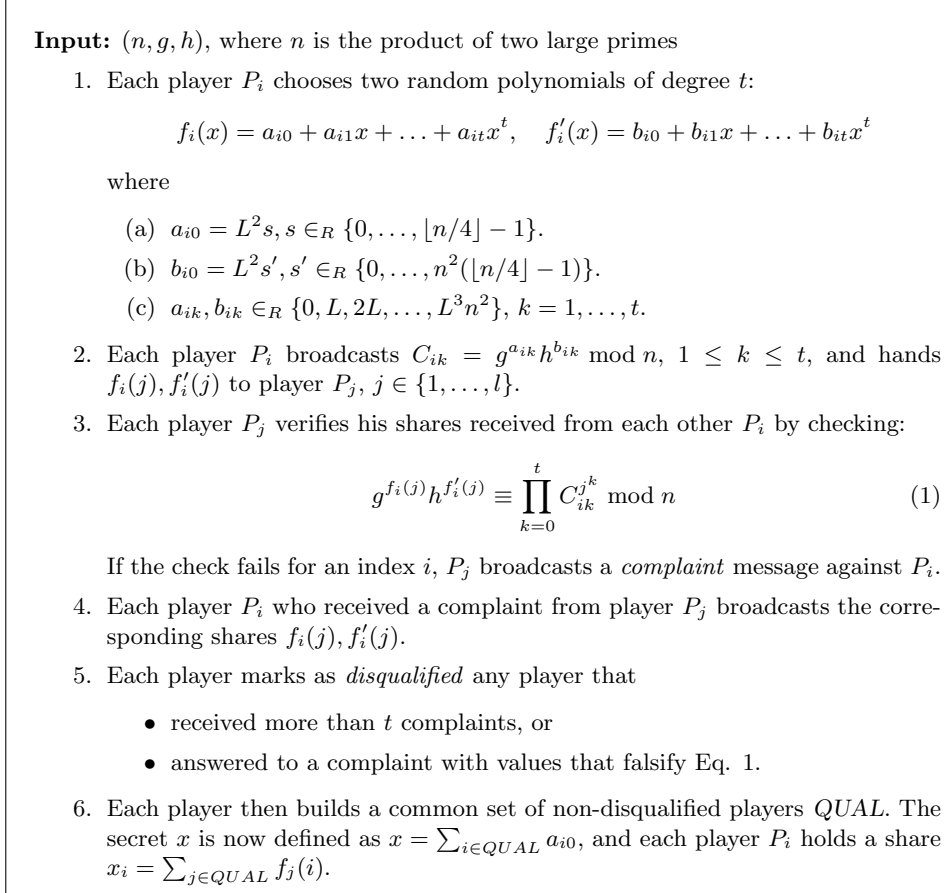 Input: (n, g, h), where n is the product of two large primes
1. Each player P_i chooses two random polynomials of degree t:
f_i(x) = a_{i0} + a_{i1}x + … + a_{it}x^t, f′_i(x) = b_{i0} + b_{i1}x + … + b_{it}x^t
where
(a) a_{i0} = L^2s, s ∈_R {0, …, ⌊n/4⌋ − 1}.
(b) b_{i0} = L^2s′, s′ ∈_R {0, …, n^2(⌊n/4⌋ − 1)}.
(c) a_{ik}, b_{ik} ∈_R {0, L, 2L, …, L^3n^2}, k = 1, …, t.
2. Each player P_i broadcasts C_{ik} = g^{a_{ik}}h^{b_{ik}} mod n, 1 ≤ k ≤ t, and hands
f_i(j), f′_i(j) to player P_j, j ∈ {1, …, l}.
3. Each player P_j verifies his shares received from each other P_i by checking:
g^{f_i(j)}h^{f′_i(j)} ≡ ∏_{k=0}^{t} C_{ik}^{j^k} mod n (1)
If the check fails for an index i, P_j broadcasts a complaint message against P_i.
4. Each player P_i who received a complaint from player P_j broadcasts the corre-
sponding shares f_i(j), f′_i(j).
5. Each player marks as disqualified any player that
• received more than t complaints, or
• answered to a complaint with values that falsify Eq. 1.
6. Each player then builds a common set of non-disqualified players QUAL. The
secret x is now defined as x = ∑_{i∈QUAL} a_{i0}, and each player P_i holds a share
x_i = ∑_{j∈QUAL} f_j(i).